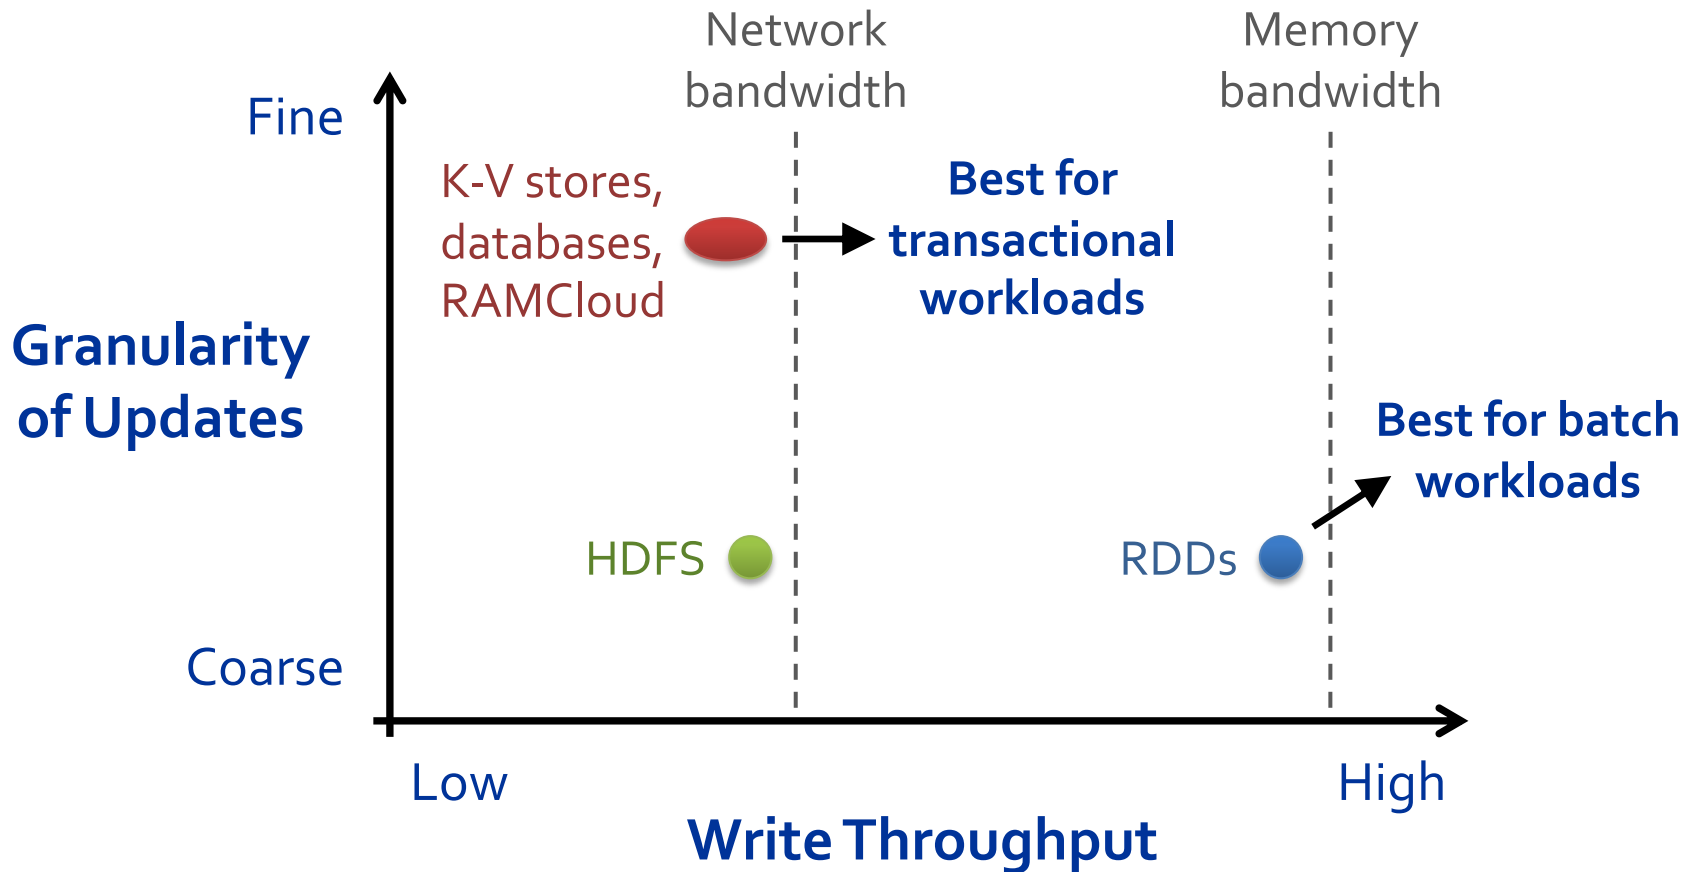 Network
bandwidth
Memory
bandwidth
Fine
K-V stores,
databases,
RAMCloud
Best for
transactional
workloads
Granularity
of Updates
Best for batch
workloads
HDFS
RDDs
Coarse
Low
High
Write Throughput